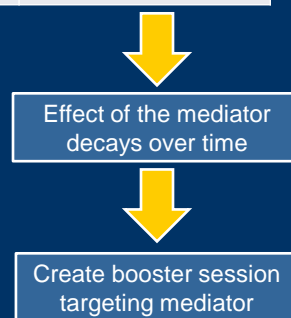 Effect of the mediator
decays over time
Create booster session
targeting mediator